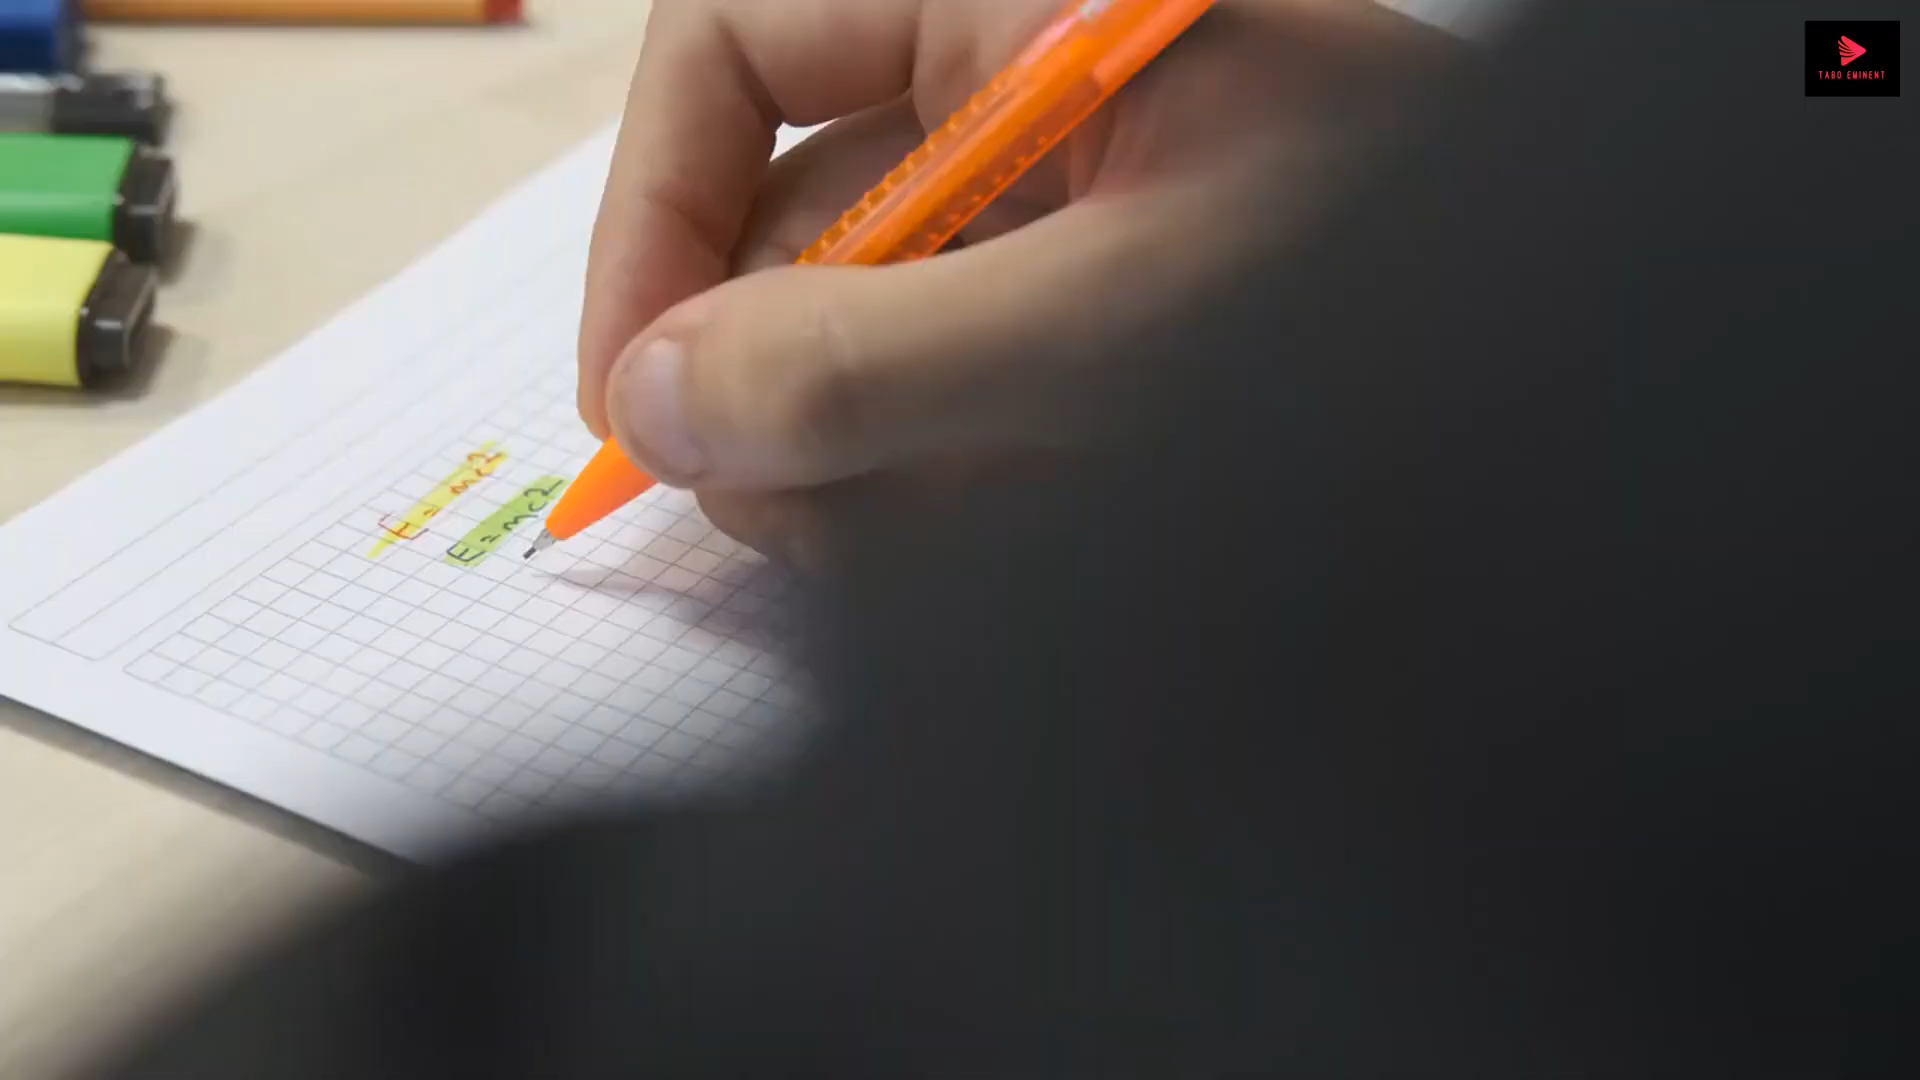 E = mc2
E = mc2
TABO EMINENT